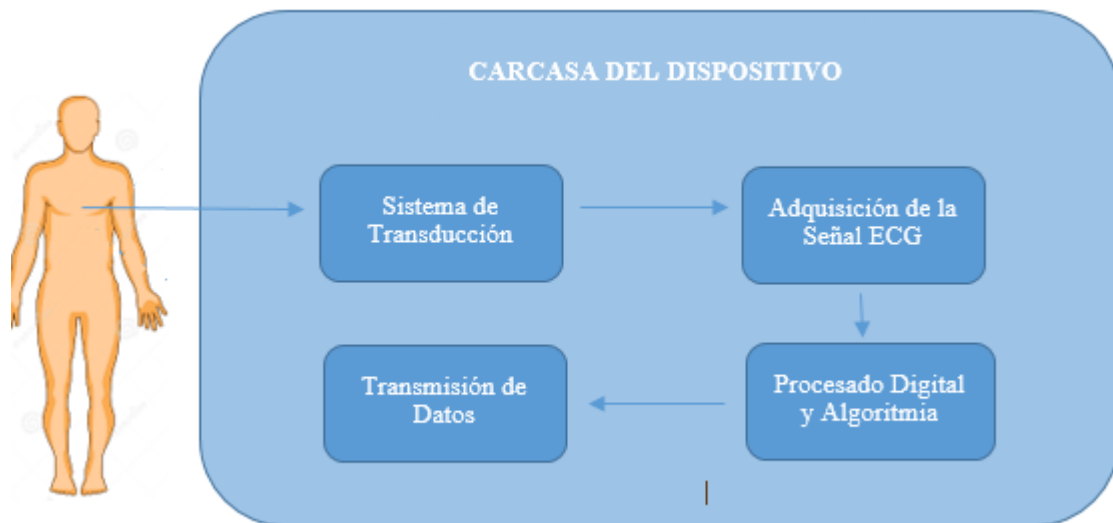 CARCASA DEL DISPOSITIVO
Sistema de
Transducción
Adquisición de la
Señal ECG
Procesado Digital
y Algoritmia
Transmisión de
Datos